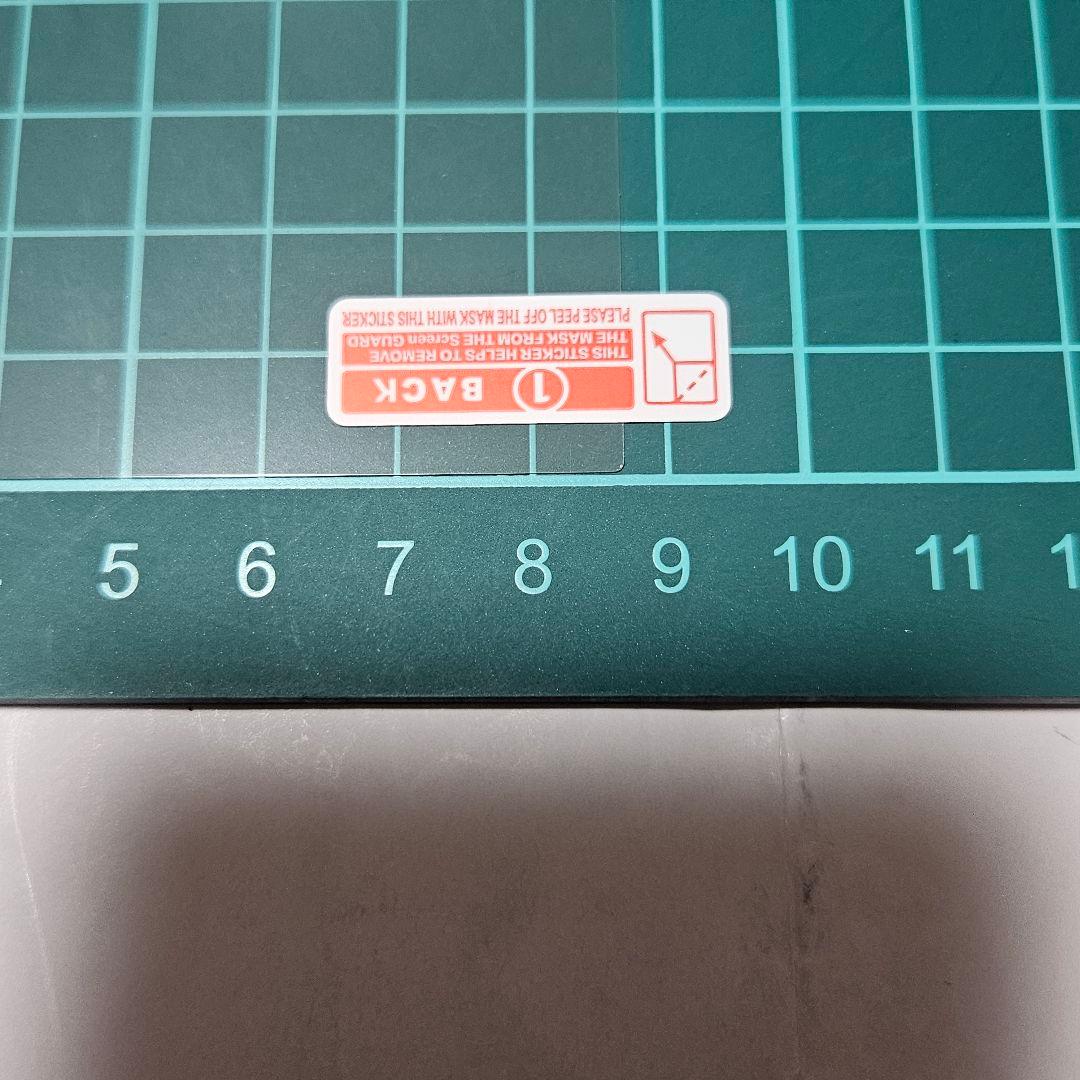 ① BACK
THIS STICKER HELPS TO REMOVE
THE MASK FROM THE Screen GUARD
PLEASE PEEL OFF THE MASK WITH THIS STICKER
5 6 7 8 9 10 11